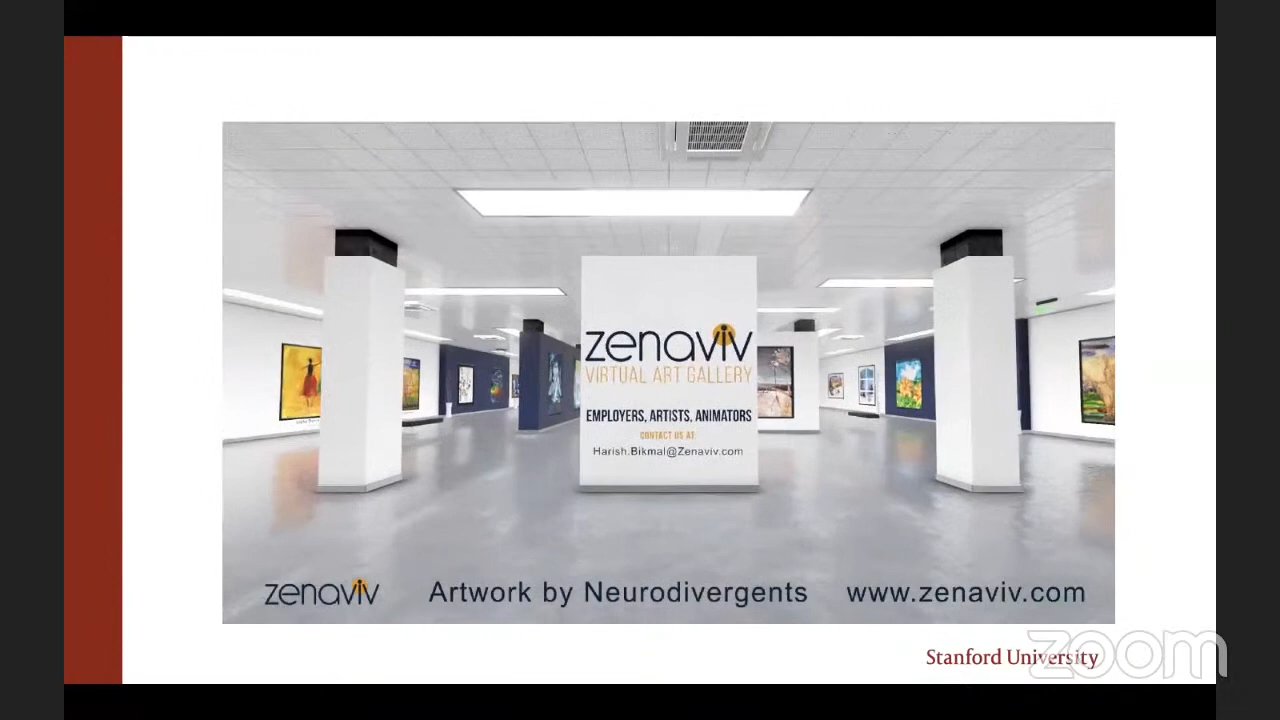 zenaviv
VIRTUAL ART GALLERY
EMPLOYERS, ARTISTS, ANIMATORS
CONTACT US AT:
Harish.Bikmal@Zenaviv.com
zenaviv Artwork by Neurodivergents www.zenaviv.com
Stanford University
zoom